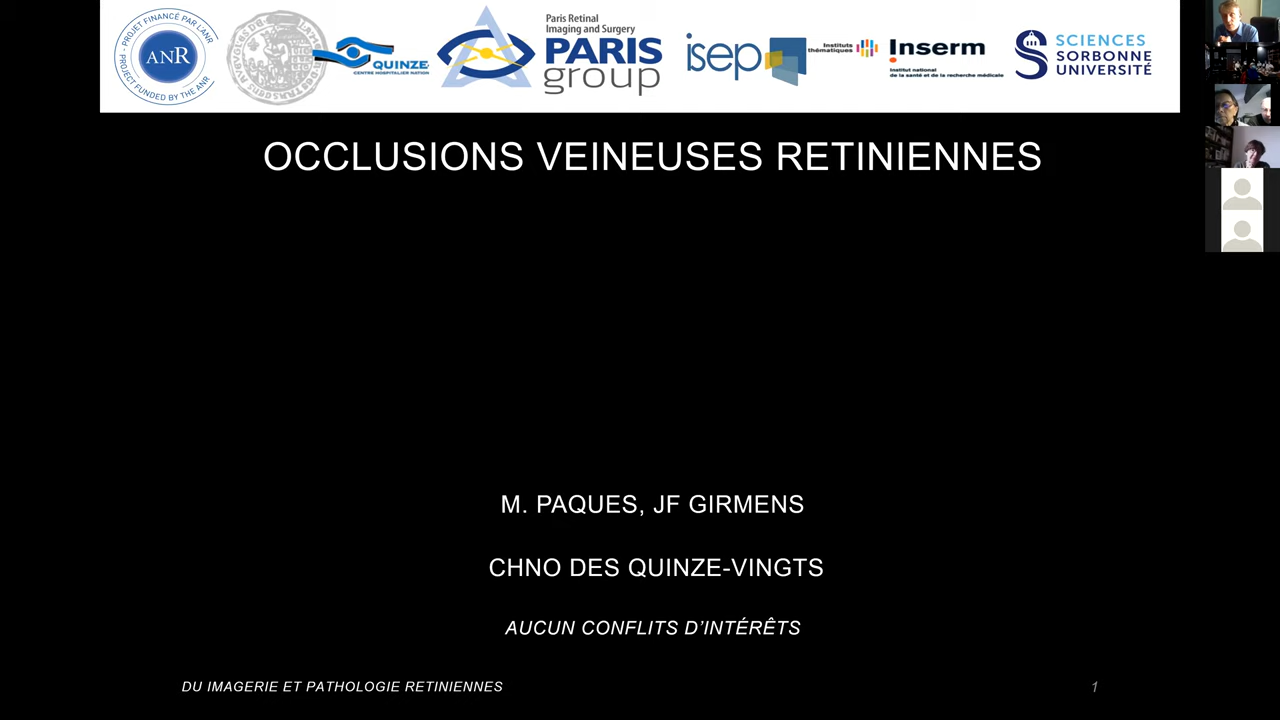 PROJET FINANCÉ PAR L'ANR
ANR
PROJECT FUNDED BY THE ANR
QUINZE
CENTRE HOSPITALIER NATION
Paris Retinal
Imaging and Surgery
PARIS
group
isep
Instituts
thématiques
Inserm
Institut national
de la santé et de la recherche médicale
SCIENCES
SORBONNE
UNIVERSITÉ
OCCLUSIONS VEINEUSES RETINIENNES
M. PAQUES, JF GIRMENS
CHNO DES QUINZE-VINGTS
AUCUN CONFLITS D'INTÉRÊTS
DU IMAGERIE ET PATHOLOGIE RETINIENNES
1